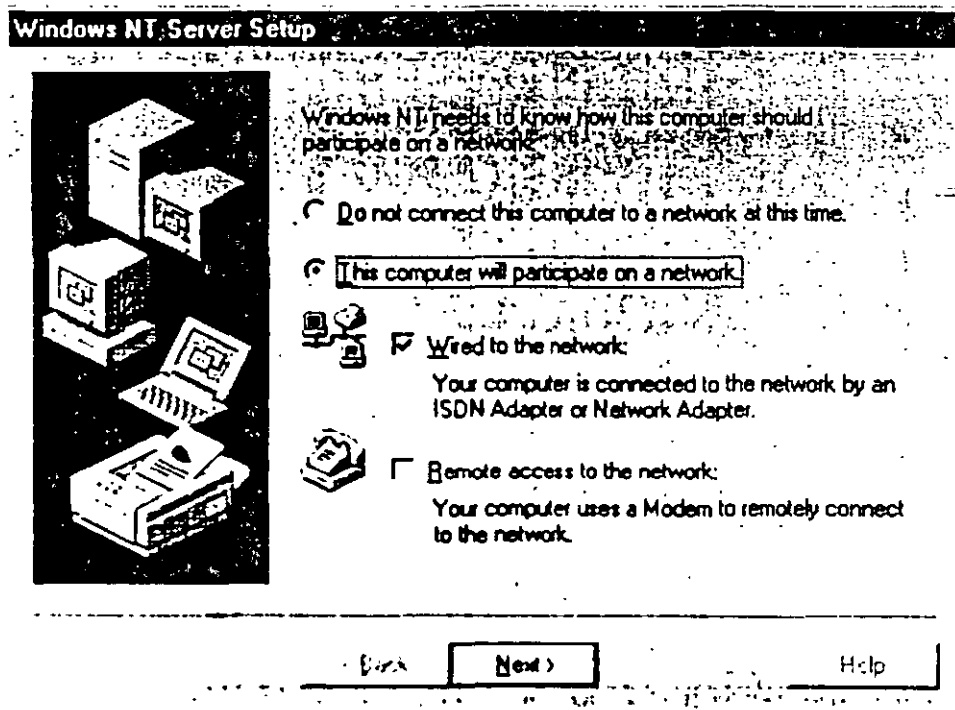 Windows NT Server Setup
Windows NT needs to know how this computer should
participate on a network.
Do not connect this computer to a network at this time.
This computer will participate on a network.
Wired to the network:
Your computer is connected to the network by an
ISDN Adapter or Network Adapter.
Remote access to the network:
Your computer uses a Modem to remotely connect
to the network.
Back
Next >
Help